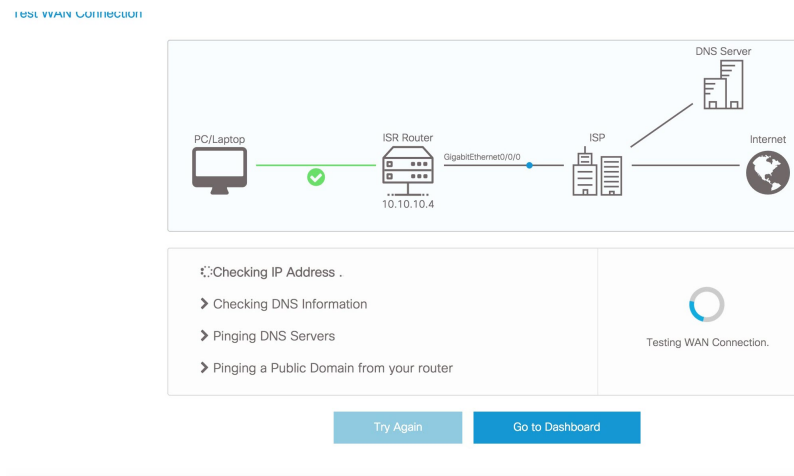 Test WAN Connection
DNS Server
PC/Laptop
ISR Router
ISP
Internet
GigabitEthernet0/0/0
10.10.10.4
Checking IP Address .
Checking DNS Information
Pinging DNS Servers
Testing WAN Connection.
Pinging a Public Domain from your router
Try Again
Go to Dashboard